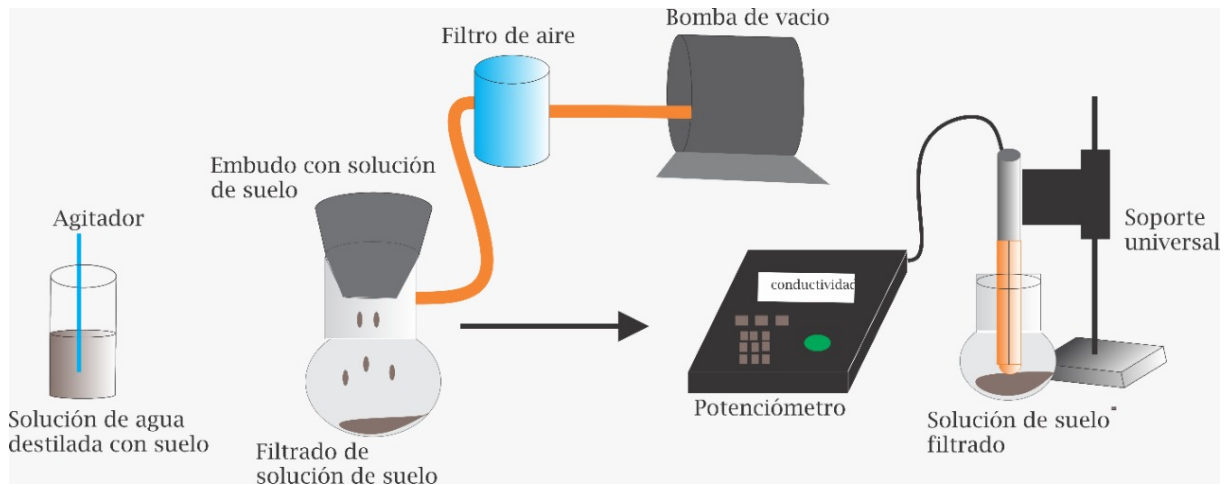 Bomba de vacio
Filtro de aire
Embudo con solución
de suelo
Agitador
Soporte
universal
conductividad
Potenciómetro
Solución de agua
destilada con suelo
Filtrado de
solución de suelo
Solución de suelo
filtrado